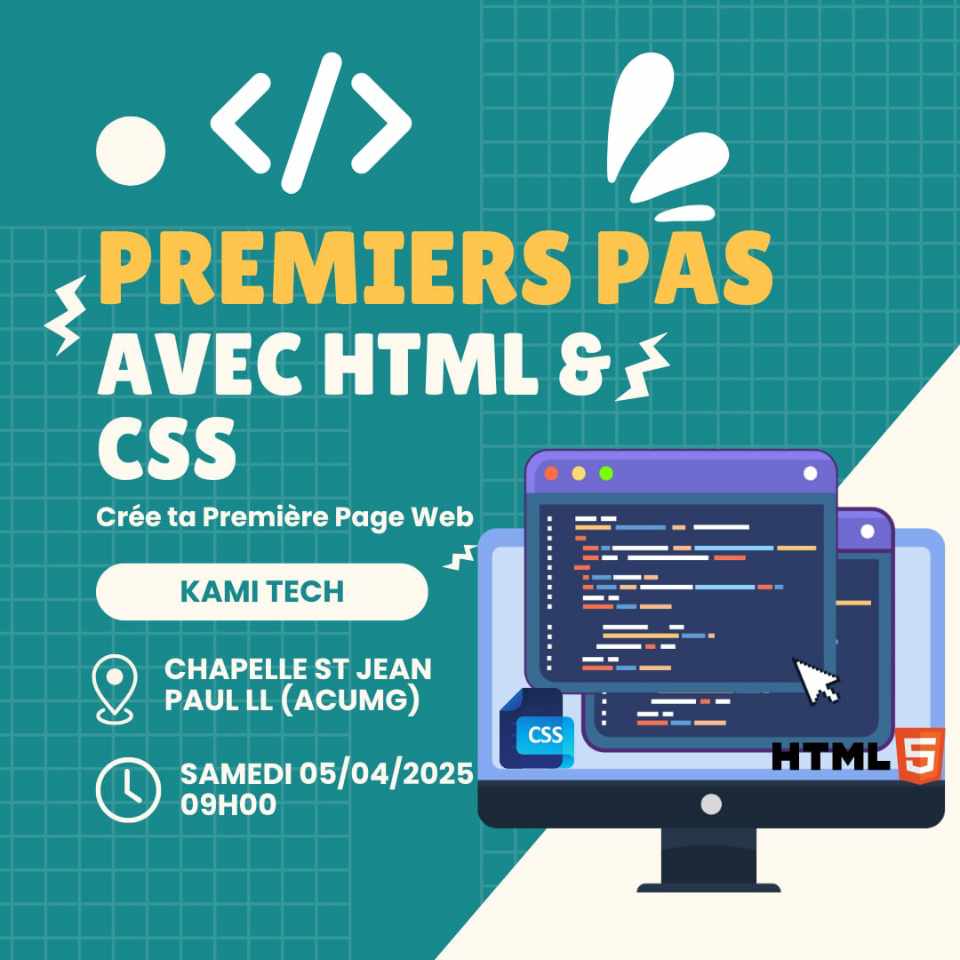 </>
PREMIERS PAS
AVEC HTML &
CSS
Crée ta Première Page Web
KAMI TECH
CHAPELLE ST JEAN
PAUL LL (ACUMG)
SAMEDI 05/04/2025
09H00
CSS
HTML 5